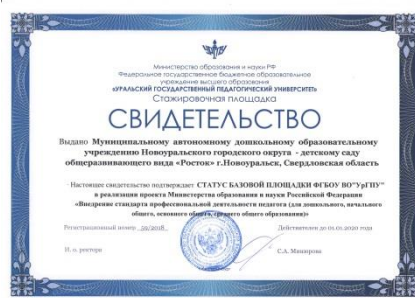 Министерство образования и науки РФ
Федеральное государственное бюджетное образовательное
учреждение высшего образования
«УРАЛЬСКИЙ ГОСУДАРСТВЕННЫЙ ПЕДАГОГИЧЕСКИЙ УНИВЕРСИТЕТ»
Стажировочная площадка
СВИДЕТЕЛЬСТВО
Выдано Муниципальному автономному дошкольному образовательному
учреждению Новоуральского городского округа - детскому саду
общеразвивающего вида «Росток» г.Новоуральск, Свердловская область
Настоящее свидетельство подтверждает СТАТУС БАЗОВОЙ ПЛОЩАДКИ ФГБОУ ВО"УрГПУ"
в реализации проекта Министерства образования и науки Российской Федерации
«Внедрение стандарта профессиональной деятельности педагога (для дошкольного, начального
общего, основного общего, среднего общего образования)»
Регистрационный номер 59/2018 Действителен до 01.01.2020 года
И. о. ректора С.А. Минюрова